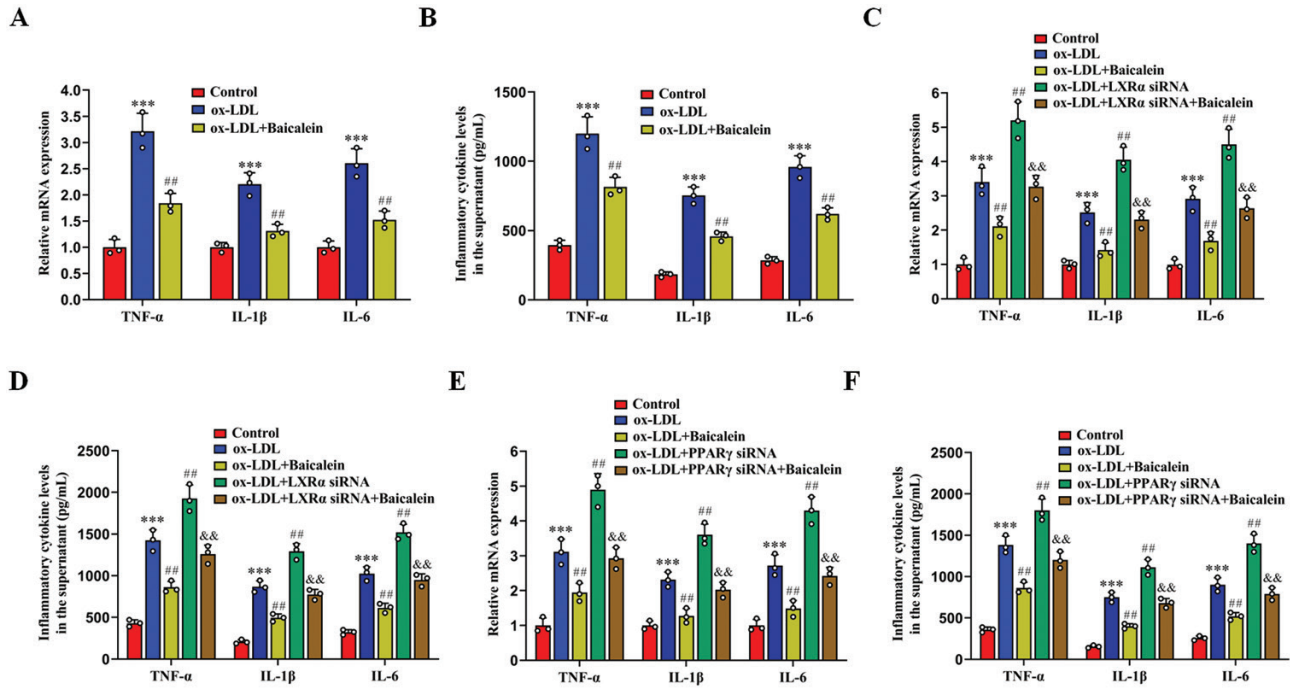 A
Control
ox-LDL
ox-LDL+Baicalein
Relative mRNA expression
4.0
3.5
3.0
2.5
2.0
1.5
1.0
0.5
0.0
***
##
***
##
***
##
TNF-α
IL-1β
IL-6
B
Control
ox-LDL
ox-LDL+Baicalein
Inflammatory cytokine levels
in the supernatant (pg/mL)
1500
1000
500
0
***
##
***
##
***
##
TNF-α
IL-1β
IL-6
C
Control
ox-LDL
ox-LDL+Baicalein
ox-LDL+LXRα siRNA
ox-LDL+LXRα siRNA+Baicalein
Relative mRNA expression
6
5
4
3
2
1
0
***
##
##
&&
***
##
##
&&
***
##
##
&&
TNF-α
IL-1β
IL-6
D
Control
ox-LDL
ox-LDL+Baicalein
ox-LDL+LXRα siRNA
ox-LDL+LXRα siRNA+Baicalein
Inflammatory cytokine levels
in the supernatant (pg/mL)
2500
2000
1500
1000
500
0
***
##
##
&&
***
##
##
&&
***
##
##
&&
TNF-α
IL-1β
IL-6
E
Control
ox-LDL
ox-LDL+Baicalein
ox-LDL+PPARγ siRNA
ox-LDL+PPARγ siRNA+Baicalein
Relative mRNA expression
6
5
4
3
2
1
0
***
##
##
&&
***
##
##
&&
***
##
##
&&
TNF-α
IL-1β
IL-6
F
Control
ox-LDL
ox-LDL+Baicalein
ox-LDL+PPARγ siRNA
ox-LDL+PPARγ siRNA+Baicalein
Inflammatory cytokine levels
in the supernatant (pg/mL)
2500
2000
1500
1000
500
0
***
##
##
&&
***
##
##
&&
***
##
##
&&
TNF-α
IL-1β
IL-6